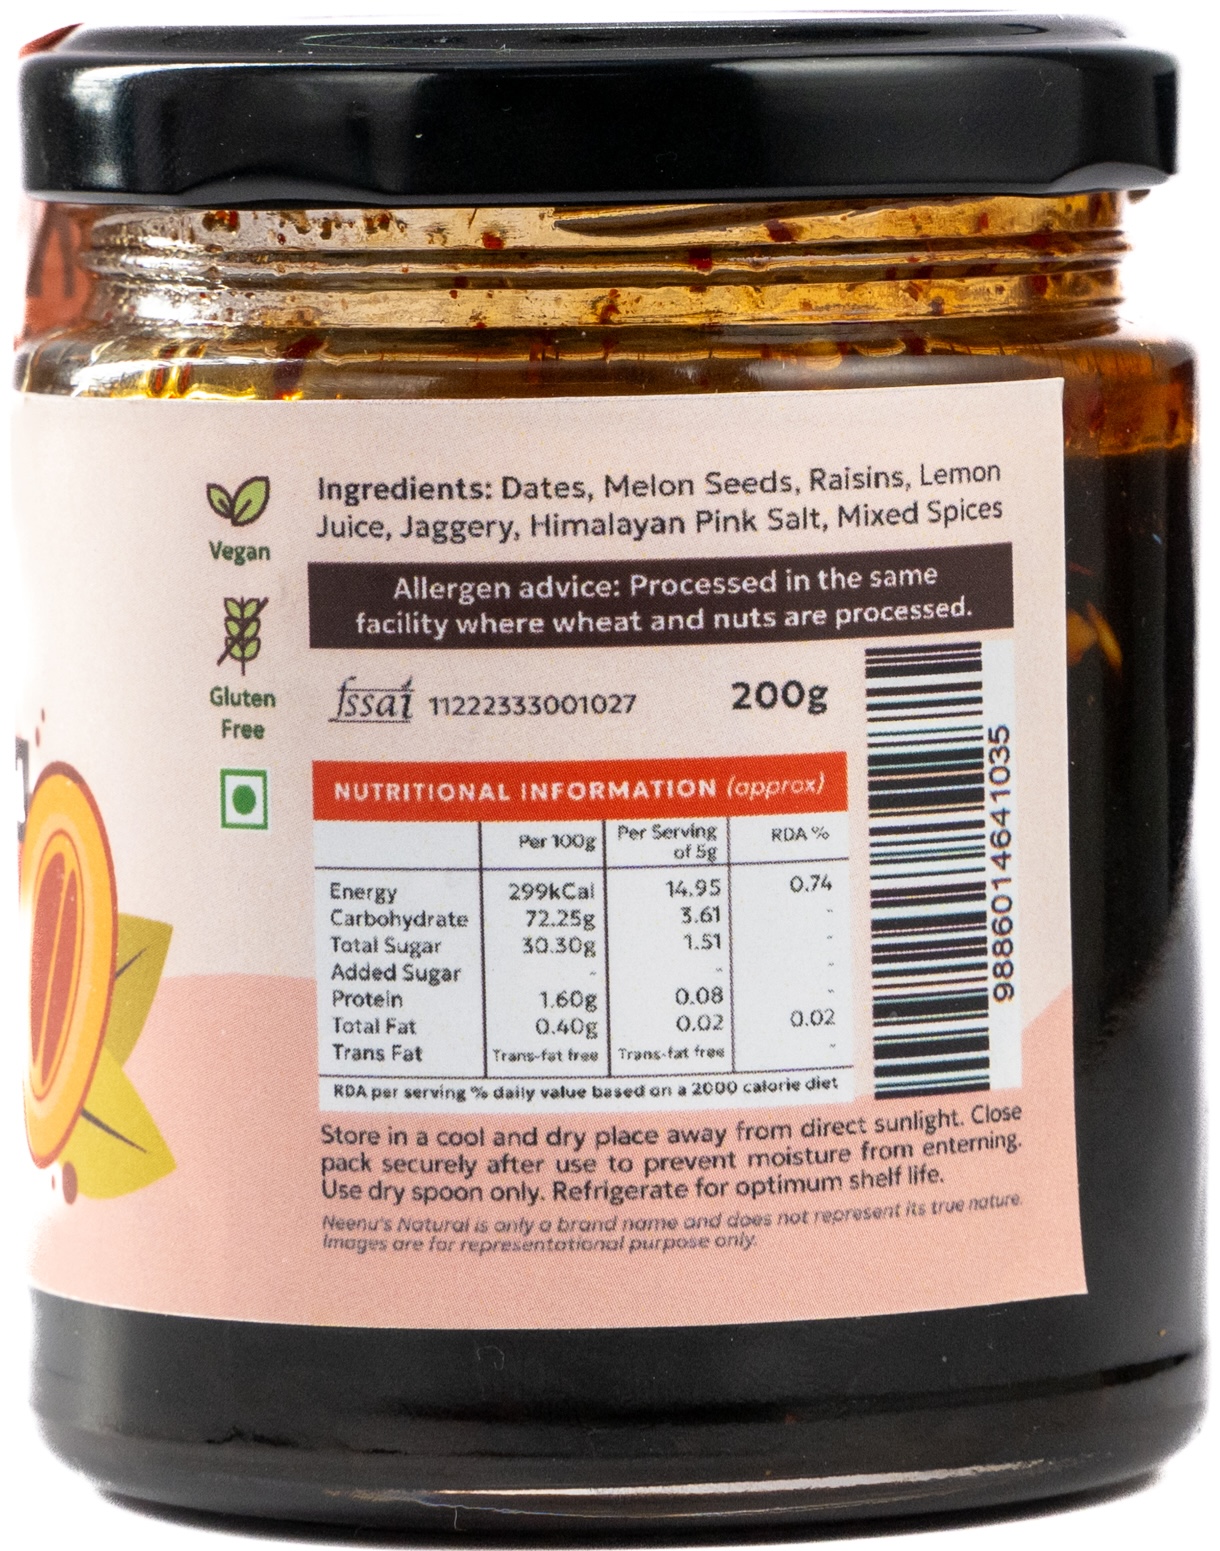 Vegan
Gluten
Free
Ingredients: Dates, Melon Seeds, Raisins, Lemon
Juice, Jaggery, Himalayan Pink Salt, Mixed Spices
Allergen advice: Processed in the same
facility where wheat and nuts are processed.
fssai 11222333001027 200g
NUTRITIONAL INFORMATION (approx)
Per 100g Per Serving of 5g RDA %
Energy 299kCal 14.95 0.74
Carbohydrate 72.25g 3.61 -
Total Sugar 30.30g 1.51 -
Added Sugar - - -
Protein 1.60g 0.08 -
Total Fat 0.40g 0.02 0.02
Trans Fat Trans-fat free Trans-fat free -
RDA per serving % daily value based on a 2000 calorie diet
9886014641035
Store in a cool and dry place away from direct sunlight. Close
pack securely after use to prevent moisture from enterning.
Use dry spoon only. Refrigerate for optimum shelf life.
Neenu's Natural is only a brand name and does not represent its true nature.
Images are for representational purpose only.